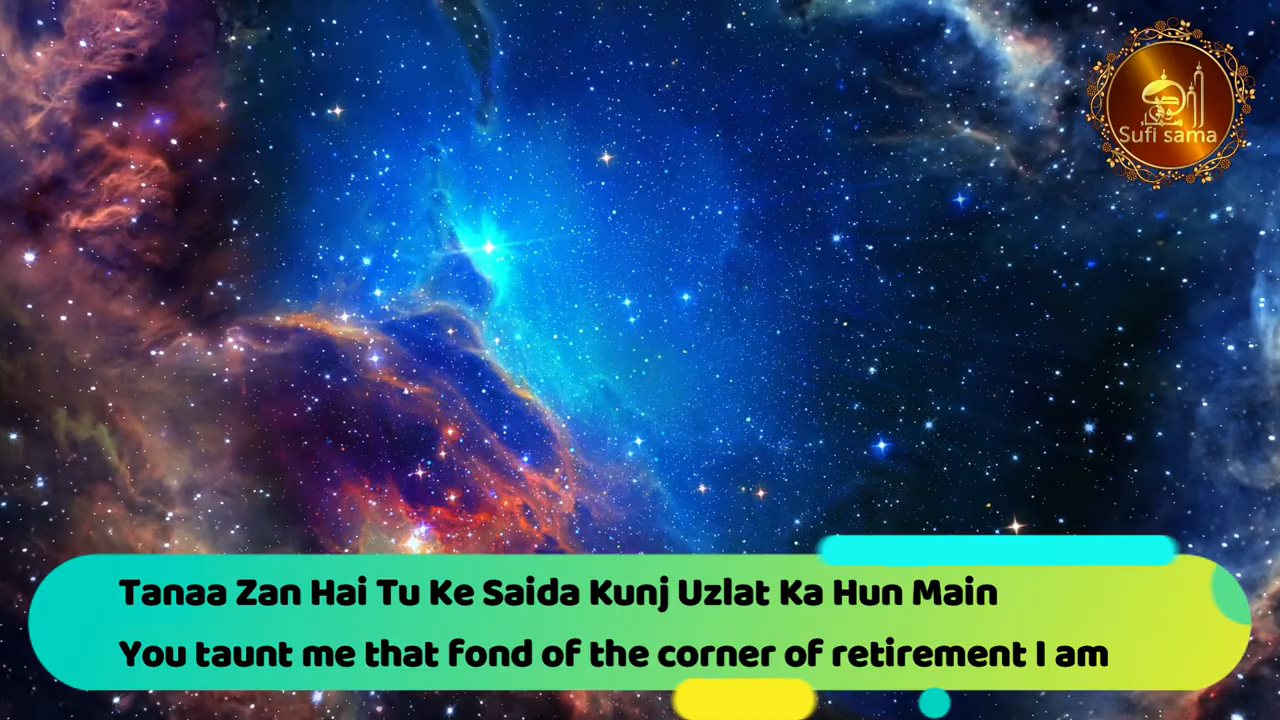 Sufi sama
Tanaa Zan Hai Tu Ke Saida Kunj Uzlat Ka Hun Main
You taunt me that fond of the corner of retirement I am